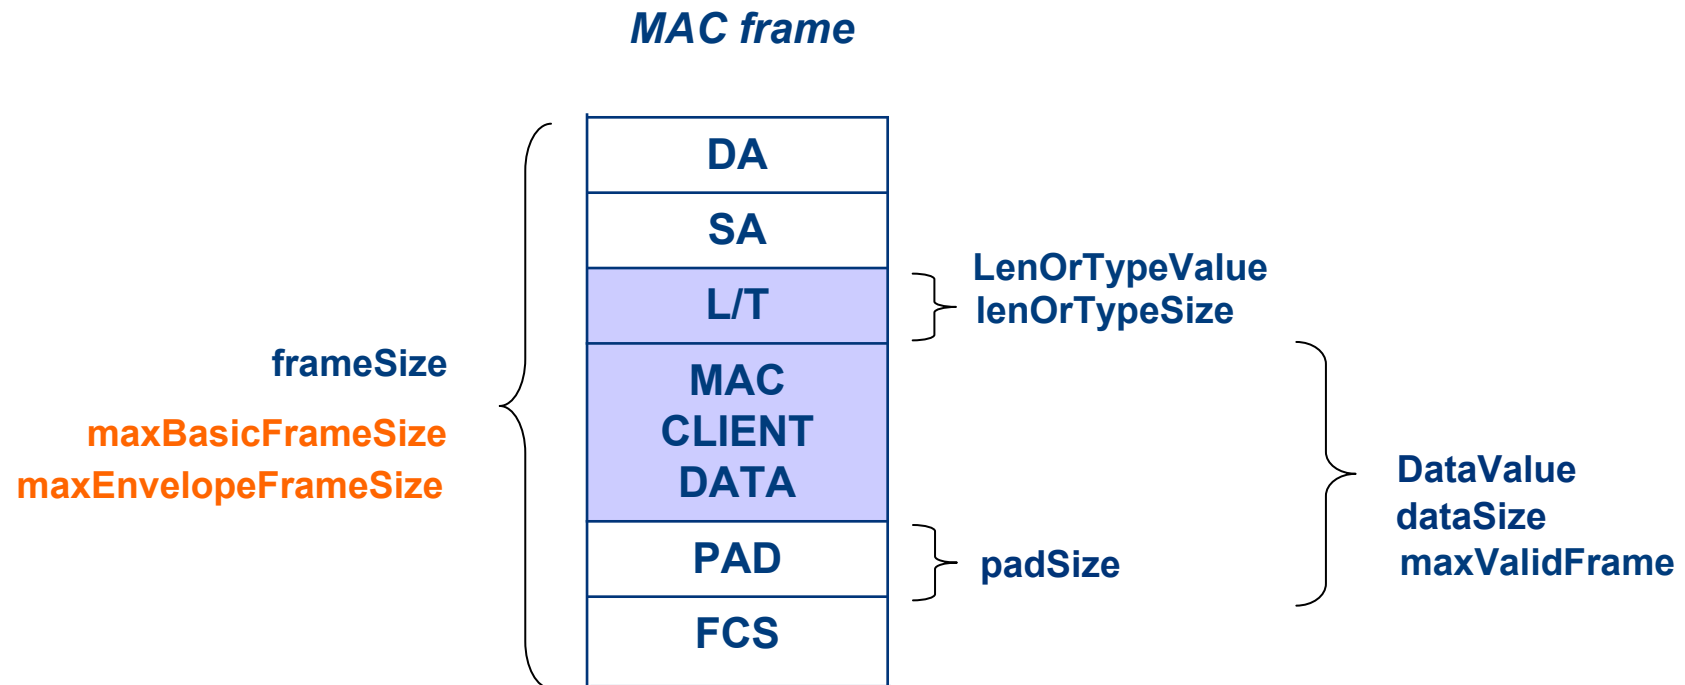 MAC frame
DA
SA
L/T
MAC
CLIENT
DATA
PAD
FCS
frameSize
maxBasicFrameSize
maxEnvelopeFrameSize
LenOrTypeValue
lenOrTypeSize
padSize
DataValue
dataSize
maxValidFrame